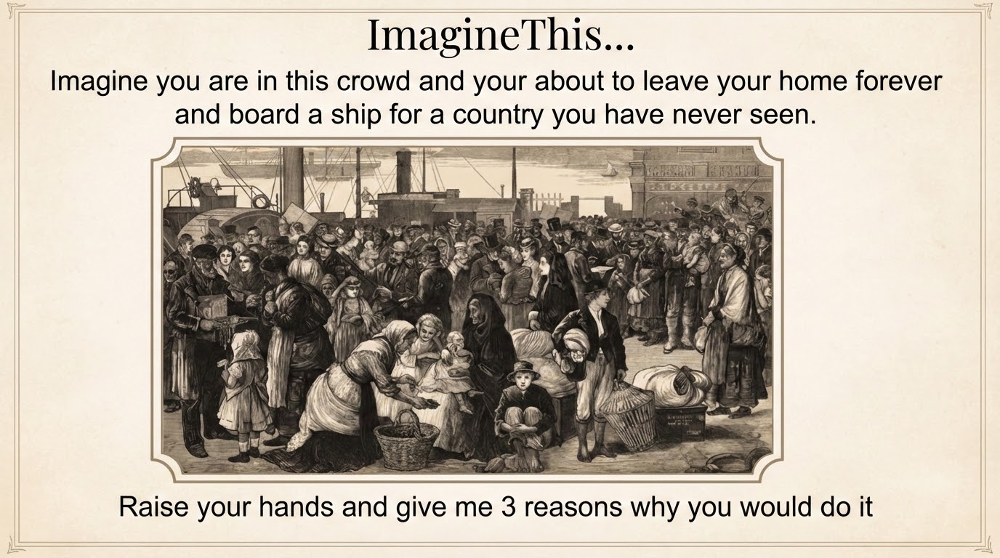 ImagineThis...
Imagine you are in this crowd and your about to leave your home forever
and board a ship for a country you have never seen.
Raise your hands and give me 3 reasons why you would do it